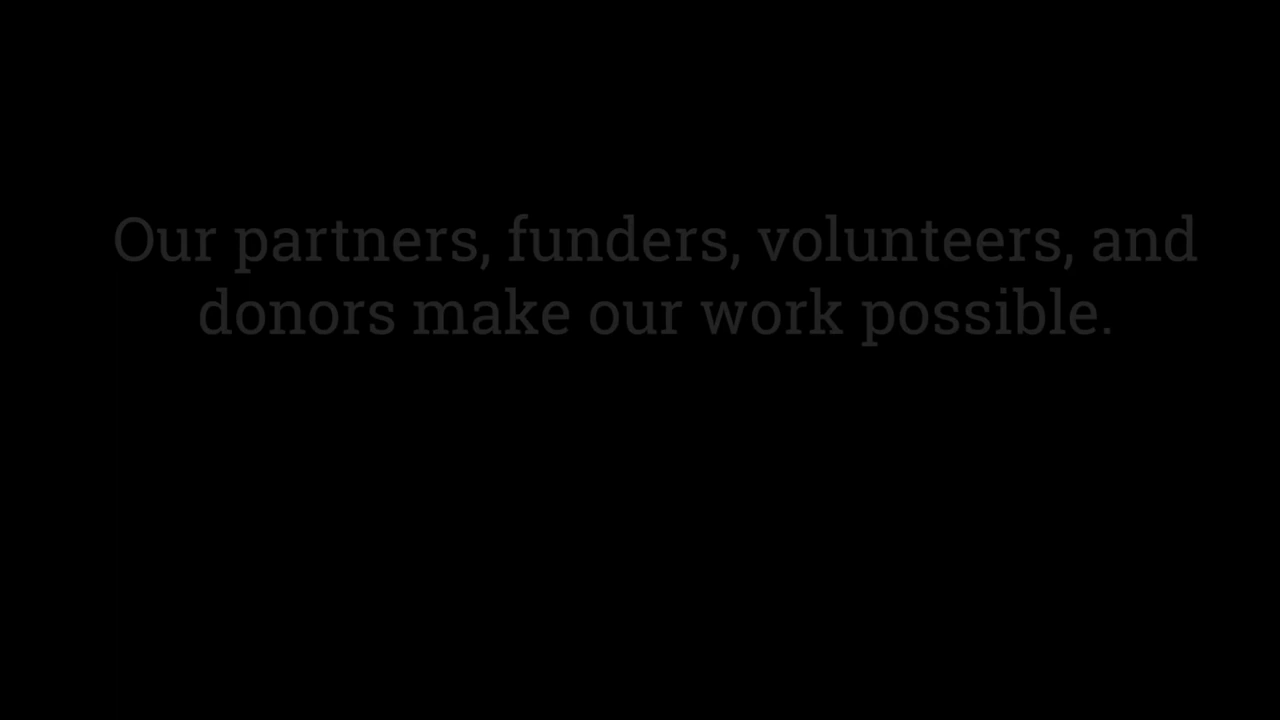 Our partners, funders, volunteers, and
donors make our work possible.